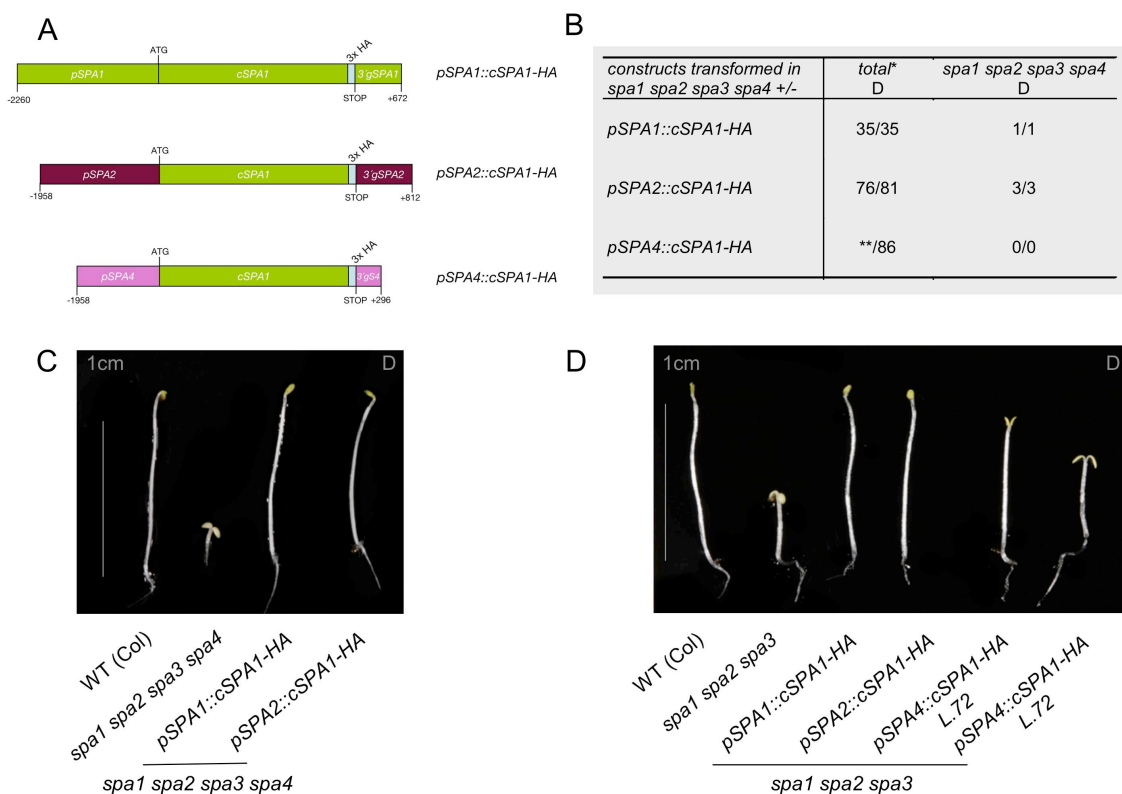 A
ATG
3x HA
pSPA1
cSPA1
3´gSPA1
pSPA1::cSPA1-HA
-2260
STOP
+672
ATG
3x HA
pSPA2
cSPA1
3´gSPA2
pSPA2::cSPA1-HA
-1958
STOP
+812
ATG
3x HA
pSPA4
cSPA1
3´gS4
pSPA4::cSPA1-HA
-1958
STOP
+296
B
constructs transformed in
spa1 spa2 spa3 spa4 +/-
total*
D
spa1 spa2 spa3 spa4
D
pSPA1::cSPA1-HA 35/35 1/1
pSPA2::cSPA1-HA 76/81 3/3
pSPA4::cSPA1-HA **/86 0/0
C
1cm
D
WT (Col)
spa1 spa2 spa3 spa4
pSPA1::cSPA1-HA
pSPA2::cSPA1-HA
spa1 spa2 spa3 spa4
D
1cm
D
WT (Col)
spa1 spa2 spa3
pSPA1::cSPA1-HA
pSPA2::cSPA1-HA
pSPA4::cSPA1-HA
L.72
pSPA4::cSPA1-HA
L.72
spa1 spa2 spa3